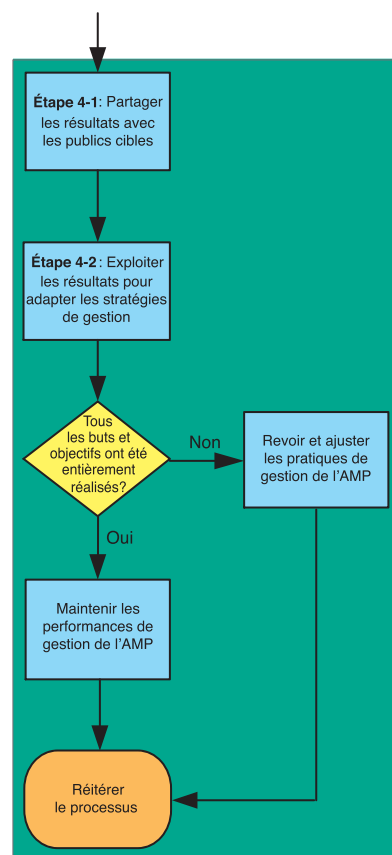 Étape 4-1: Partager
les résultats avec
les publics cibles
Étape 4-2: Exploiter
les résultats pour
adapter les stratégies
de gestion
Tous
les buts et
objectifs ont été
entièrement
réalisés?
Non
Revoir et ajuster
les pratiques de
gestion de l'AMP
Oui
Maintenir les
performances de
gestion de l'AMP
Réitérer
le processus